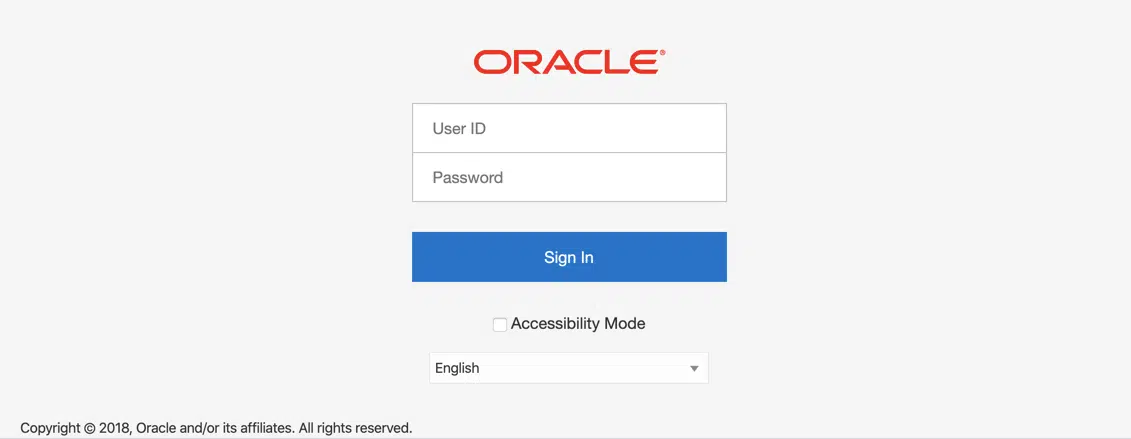 ORACLE®
User ID
Password
Sign In
Accessibility Mode
English
Copyright © 2018, Oracle and/or its affiliates. All rights reserved.